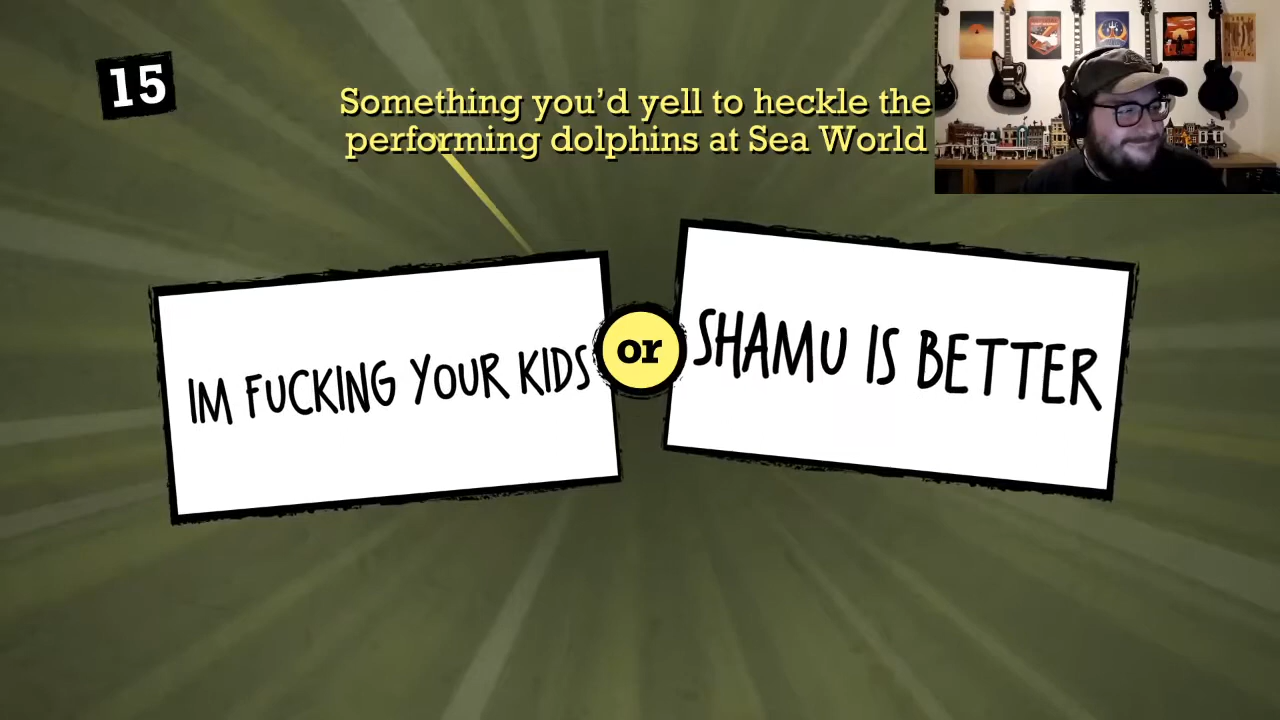 15
Something you'd yell to heckle the
performing dolphins at Sea World
IM FUCKING YOUR KIDS
or
SHAMU IS BETTER